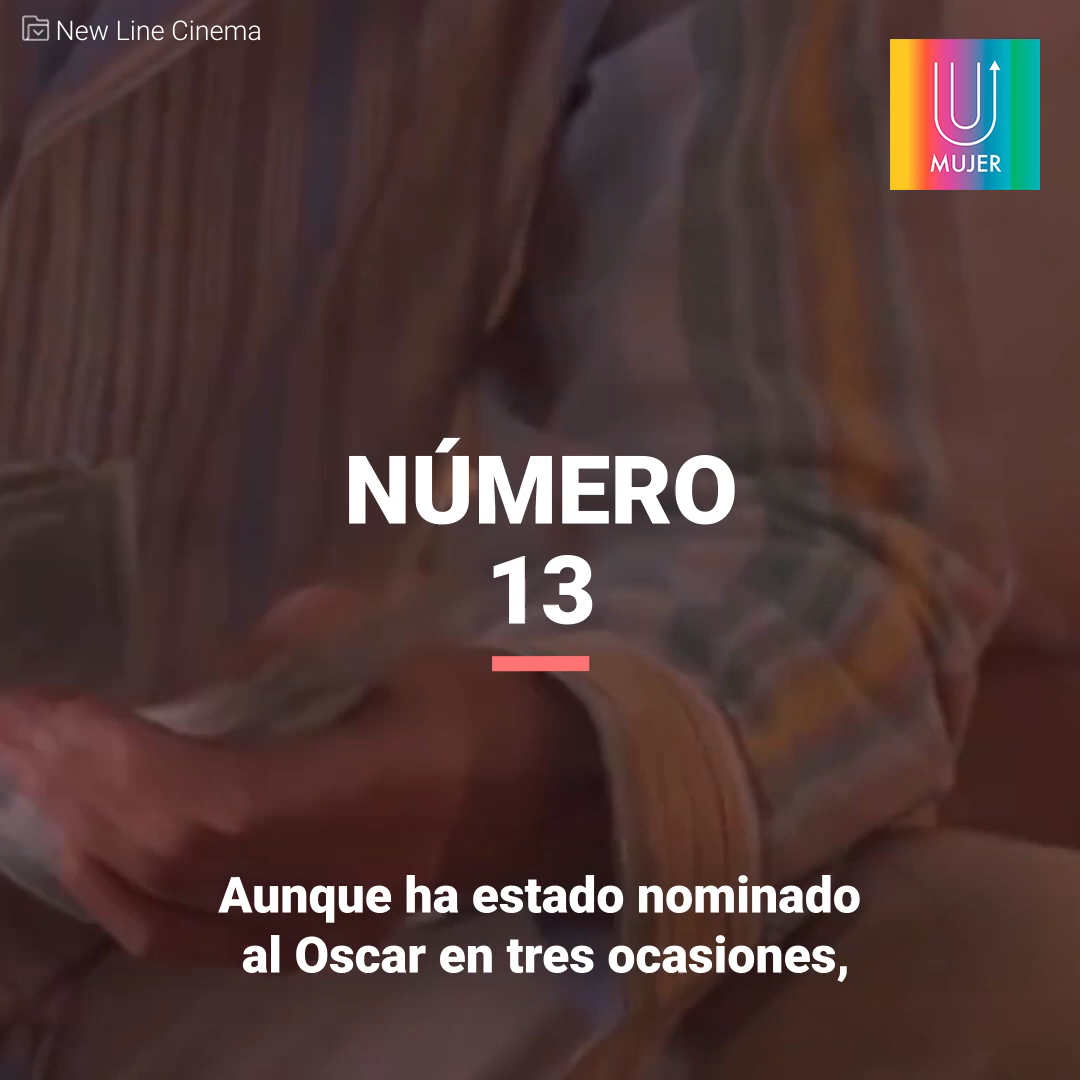 New Line Cinema
U
MUJER
NÚMERO
13
Aunque ha estado nominado
al Oscar en tres ocasiones,